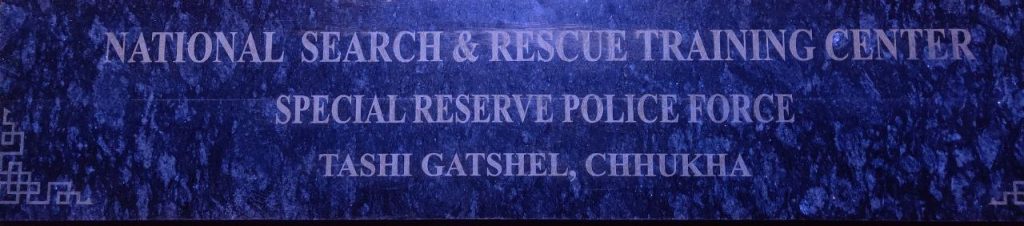 NATIONAL SEARCH & RESCUE TRAINING CENTER
SPECIAL RESERVE POLICE FORCE
TASHI GATSHEL, CHHUKHA